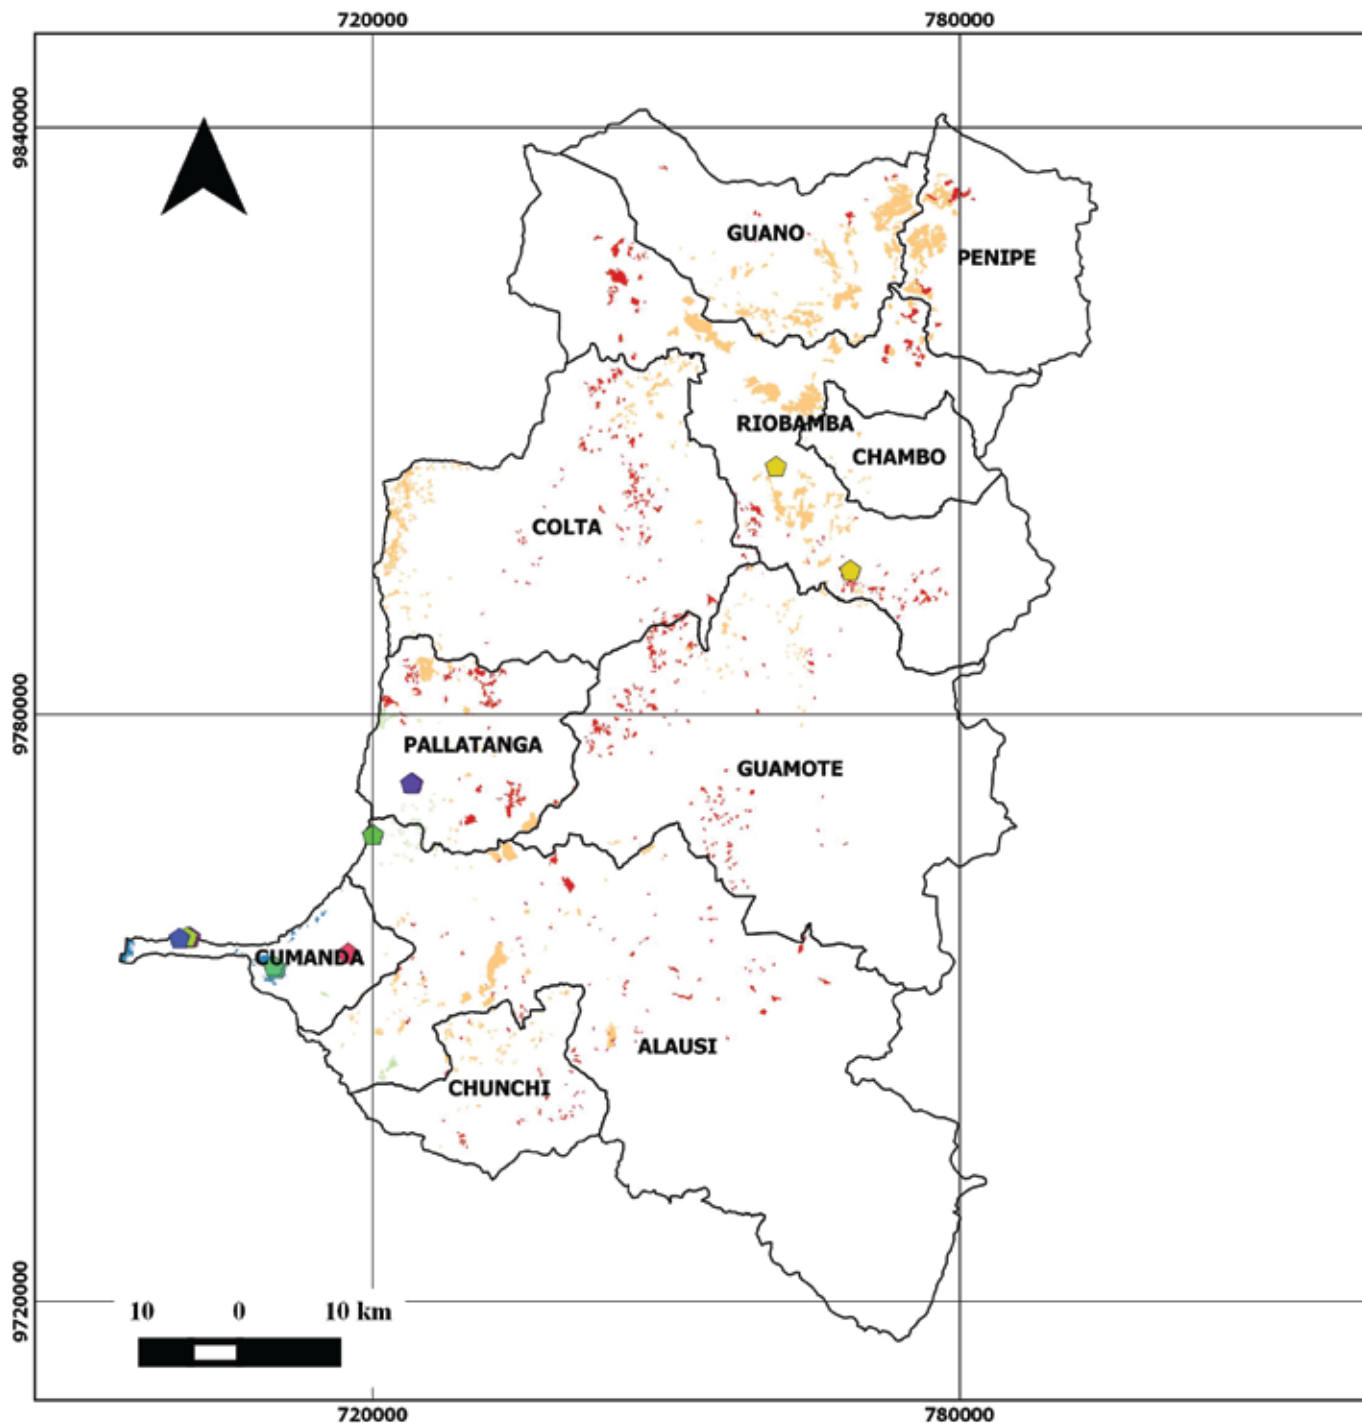 720000 780000
9840000
GUANO
PENIPE
RIOBAMBA
CHAMBO
COLTA
9780000
PALLATANGA
GUAMOTE
CUMANDA
ALAUSI
CHUNCHI
9720000
10 0 10 km
720000 780000